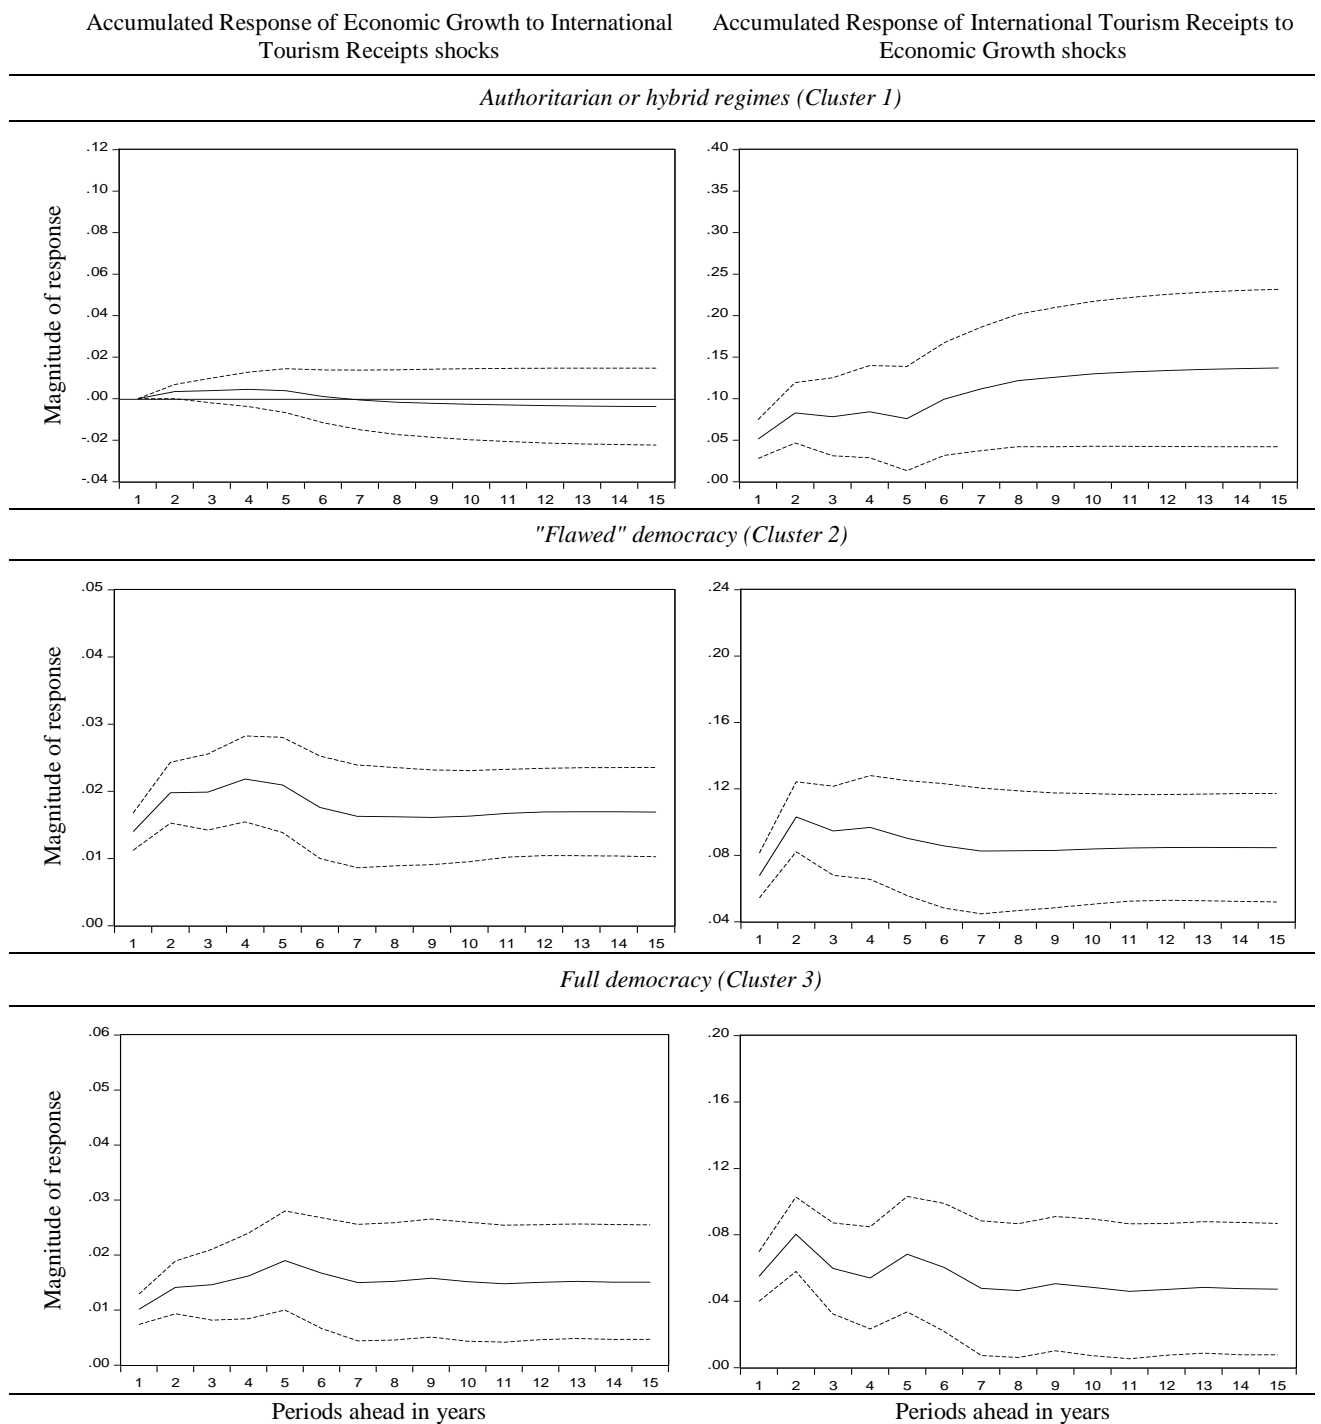 Accumulated Response of Economic Growth to International
Tourism Receipts shocks
Accumulated Response of International Tourism Receipts to
Economic Growth shocks
Authoritarian or hybrid regimes (Cluster 1)
Magnitude of response
.12
.10
.08
.06
.04
.02
.00
-.02
-.04
1 2 3 4 5 6 7 8 9 10 11 12 13 14 15
.40
.35
.30
.25
.20
.15
.10
.05
.00
1 2 3 4 5 6 7 8 9 10 11 12 13 14 15
"Flawed" democracy (Cluster 2)
Magnitude of response
.05
.04
.03
.02
.01
.00
1 2 3 4 5 6 7 8 9 10 11 12 13 14 15
.24
.20
.16
.12
.08
.04
1 2 3 4 5 6 7 8 9 10 11 12 13 14 15
Full democracy (Cluster 3)
Magnitude of response
.06
.05
.04
.03
.02
.01
.00
1 2 3 4 5 6 7 8 9 10 11 12 13 14 15
.20
.16
.12
.08
.04
.00
1 2 3 4 5 6 7 8 9 10 11 12 13 14 15
Periods ahead in years
Periods ahead in years